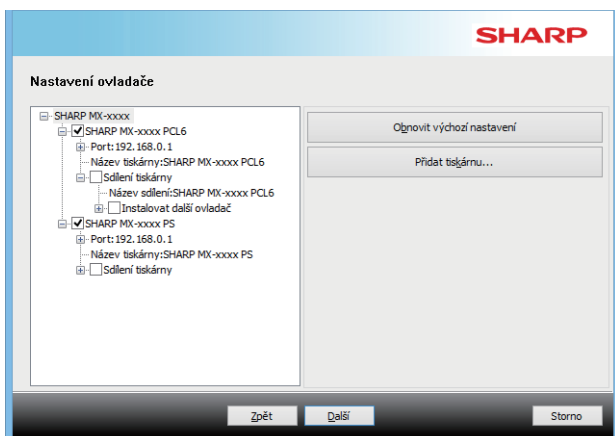 SHARP
Nastavení ovladače
SHARP MX-xxxx
SHARP MX-xxxx PCL6
Port:192.168.0.1
Název tiskárny:SHARP MX-xxxx PCL6
Sdílení tiskárny
Název sdílení:SHARP MX-xxxx PCL6
Instalovat další ovladač
SHARP MX-xxxx PS
Port:192.168.0.1
Název tiskárny:SHARP MX-xxxx PS
Sdílení tiskárny
Obnovit výchozí nastavení
Přidat tiskárnu...
Zpět
Další
Storno